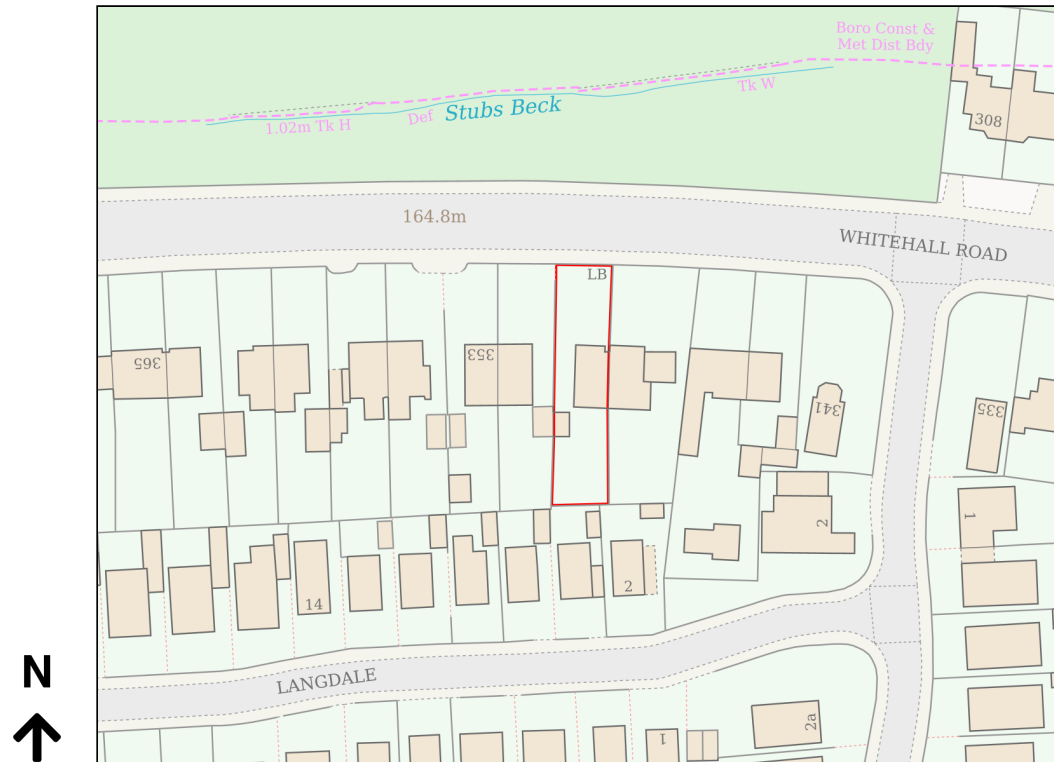 Boro Const &
Met Dist Bdy
Tk W
Stubs Beck
Def
1.02m Tk H
308
164.8m
WHITEHALL ROAD
LB
365
353
341
335
2
1
14
2
LANGDALE
2a
1
N